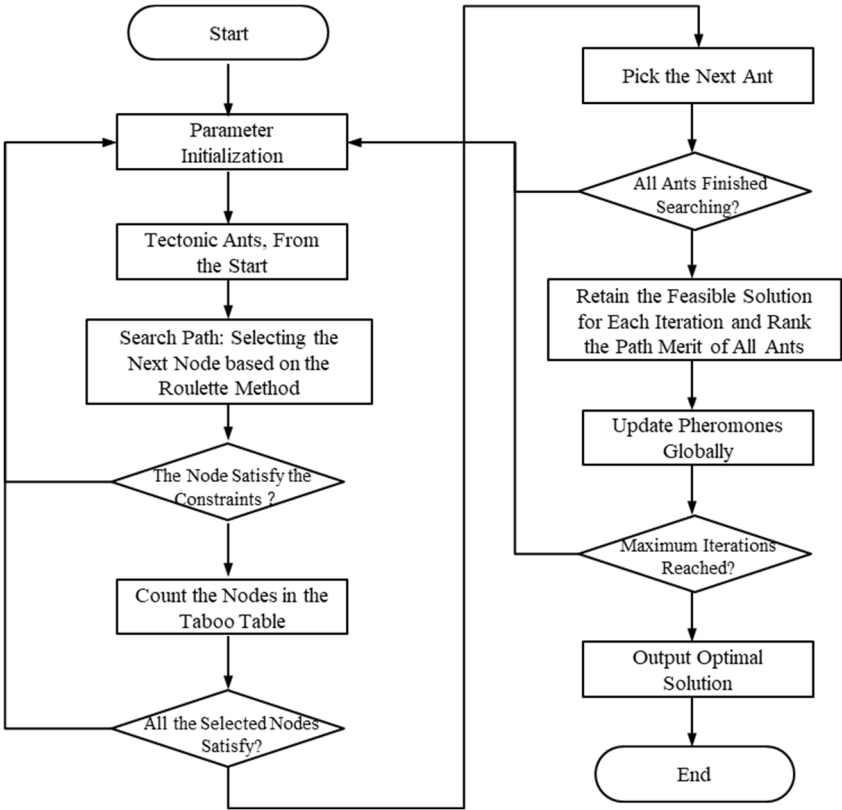 Start
Parameter
Initialization
Tectonic Ants, From
the Start
Search Path: Selecting the
Next Node based on the
Roulette Method
The Node Satisfy the
Constraints ?
Count the Nodes in the
Taboo Table
All the Selected Nodes
Satisfy?
Pick the Next Ant
All Ants Finished
Searching?
Retain the Feasible Solution
for Each Iteration and Rank
the Path Merit of All Ants
Update Pheromones
Globally
Maximum Iterations
Reached?
Output Optimal
Solution
End